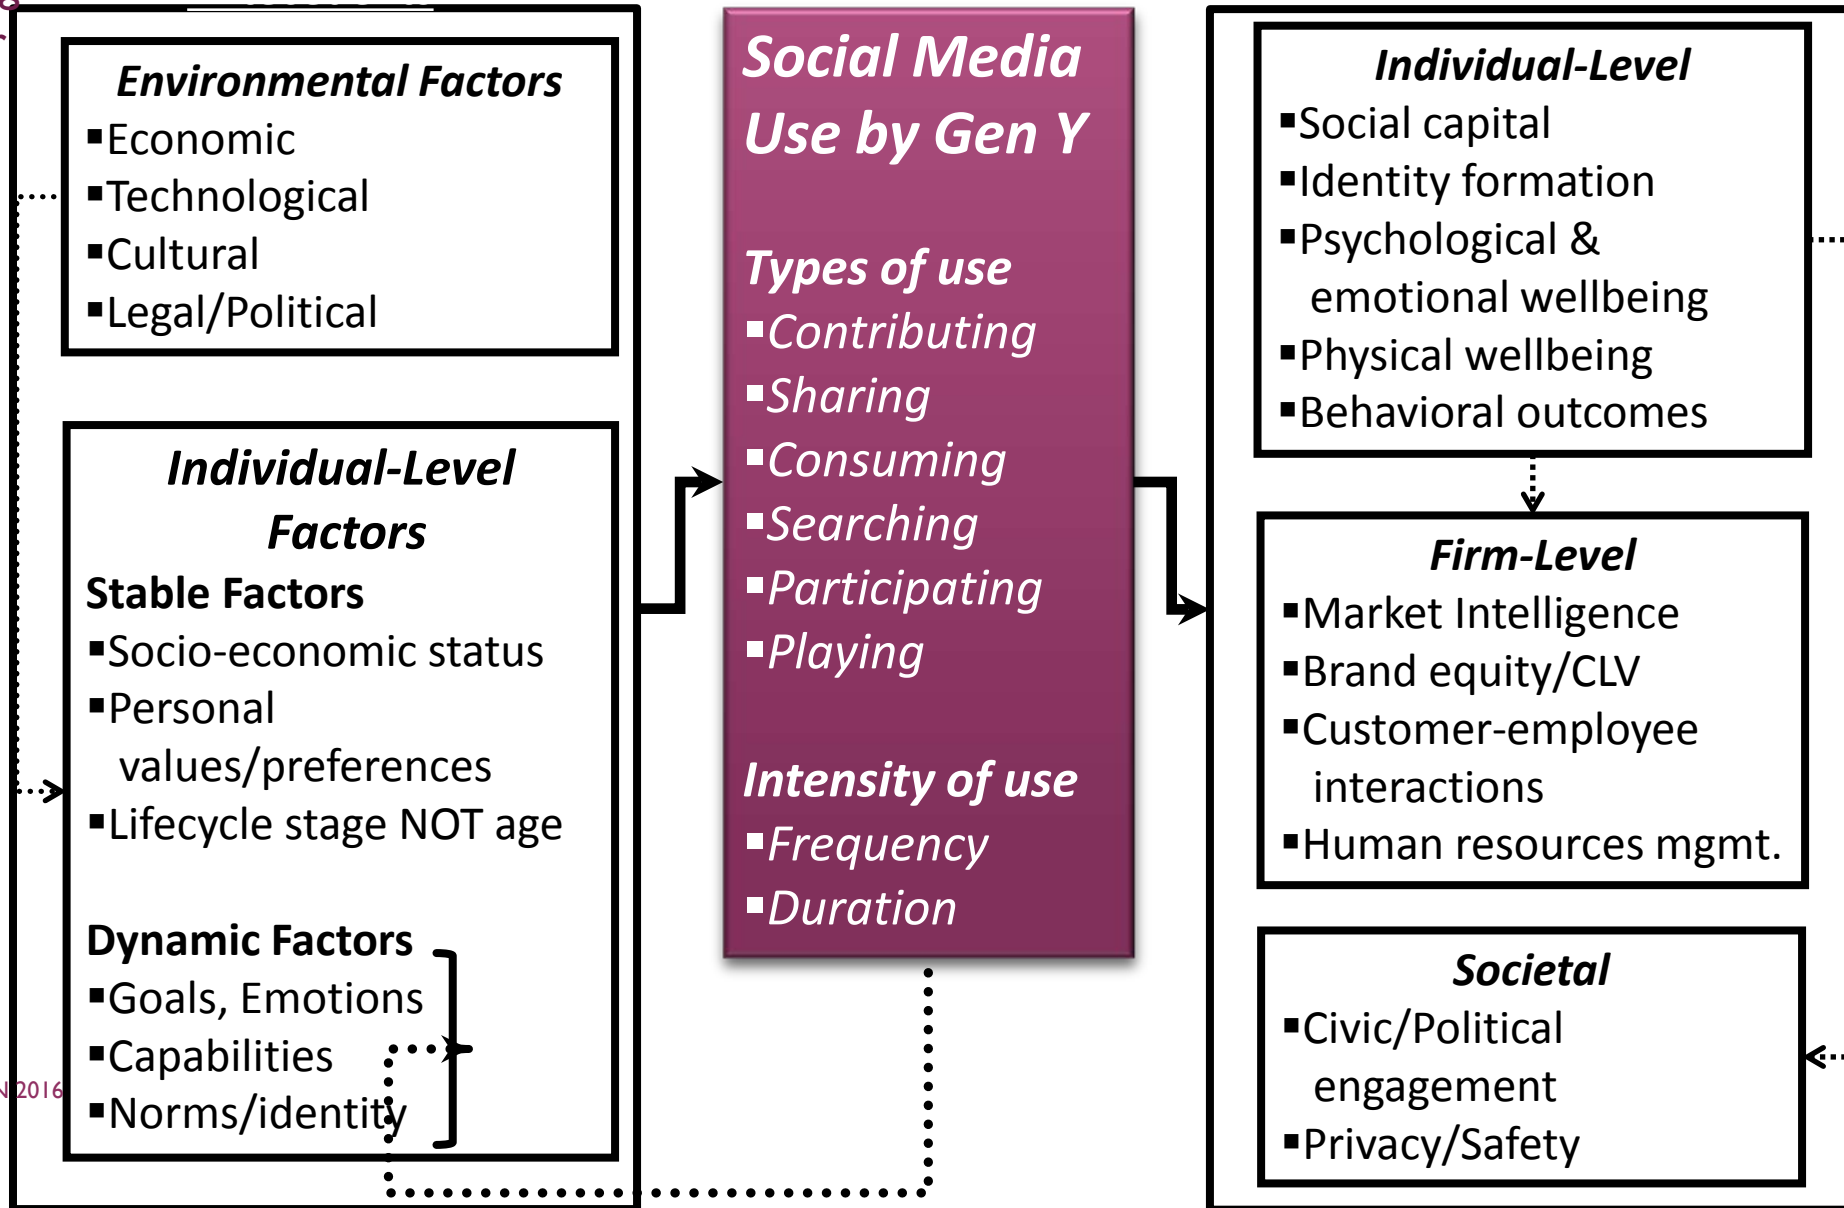 Environmental Factors
▪Economic
▪Technological
▪Cultural
▪Legal/Political
Individual-Level
Factors
Stable Factors
▪Socio-economic status
▪Personal
values/preferences
▪Lifecycle stage NOT age
Dynamic Factors
▪Goals, Emotions
▪Capabilities
▪Norms/identity
2016
Social Media
Use by Gen Y
Types of use
▪Contributing
▪Sharing
▪Consuming
▪Searching
▪Participating
▪Playing
Intensity of use
▪Frequency
▪Duration
Individual-Level
▪Social capital
▪Identity formation
▪Psychological &
emotional wellbeing
▪Physical wellbeing
▪Behavioral outcomes
Firm-Level
▪Market Intelligence
▪Brand equity/CLV
▪Customer-employee
interactions
▪Human resources mgmt.
Societal
▪Civic/Political
engagement
▪Privacy/Safety